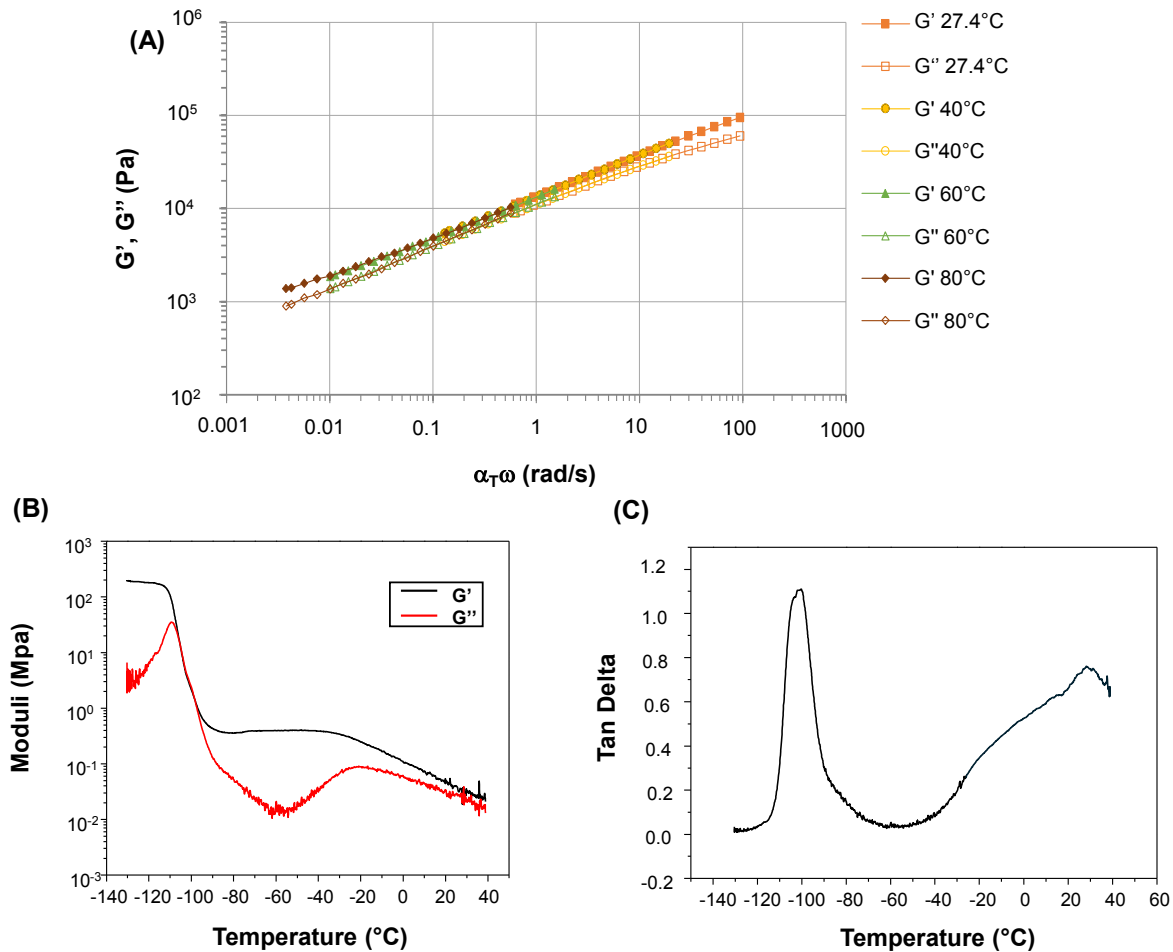 (A)
10⁶
10⁵
10⁴
10³
10²
G', G'' (Pa)
0.001 0.01 0.1 1 10 100 1000
αTω (rad/s)
G' 27.4°C
G'' 27.4°C
G' 40°C
G''40°C
G' 60°C
G'' 60°C
G' 80°C
G'' 80°C
(B)
10³
10²
10¹
10⁰
10⁻¹
10⁻²
10⁻³
Moduli (Mpa)
G'
G''
-140 -120 -100 -80 -60 -40 -20 0 20 40
Temperature (°C)
(C)
1.2
1.0
0.8
0.6
0.4
0.2
0.0
-0.2
Tan Delta
-140 -120 -100 -80 -60 -40 -20 0 20 40 60
Temperature (°C)